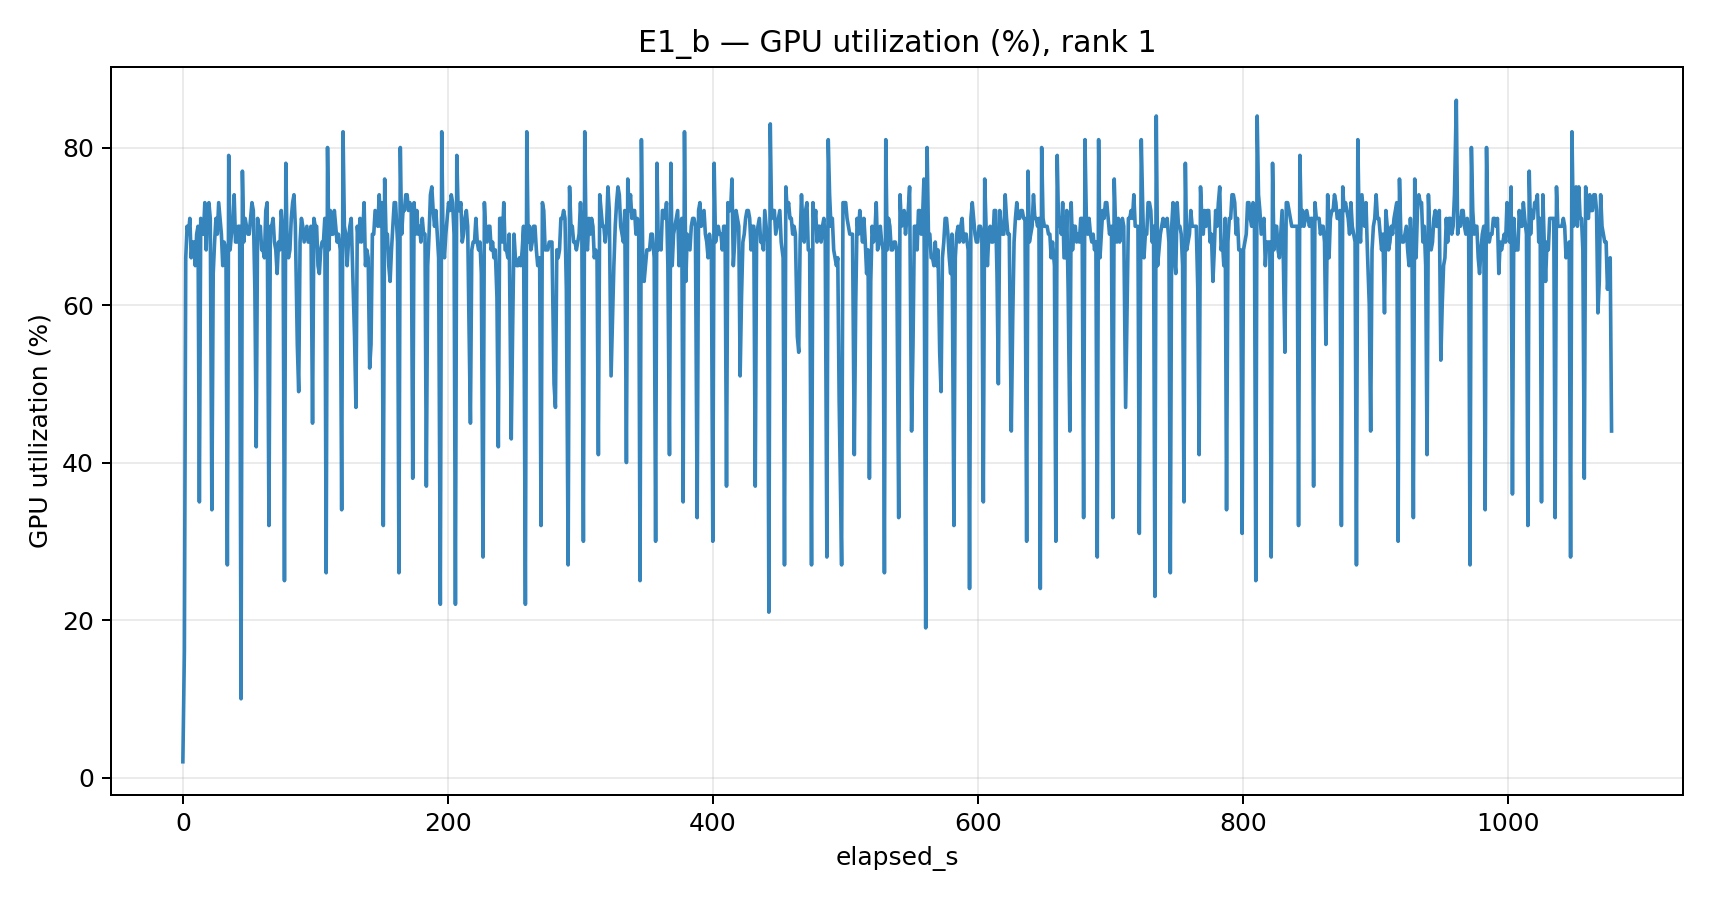 E1_b — GPU utilization (%), rank 1
GPU utilization (%)
80
60
40
20
0
0 200 400 600 800 1000
elapsed_s